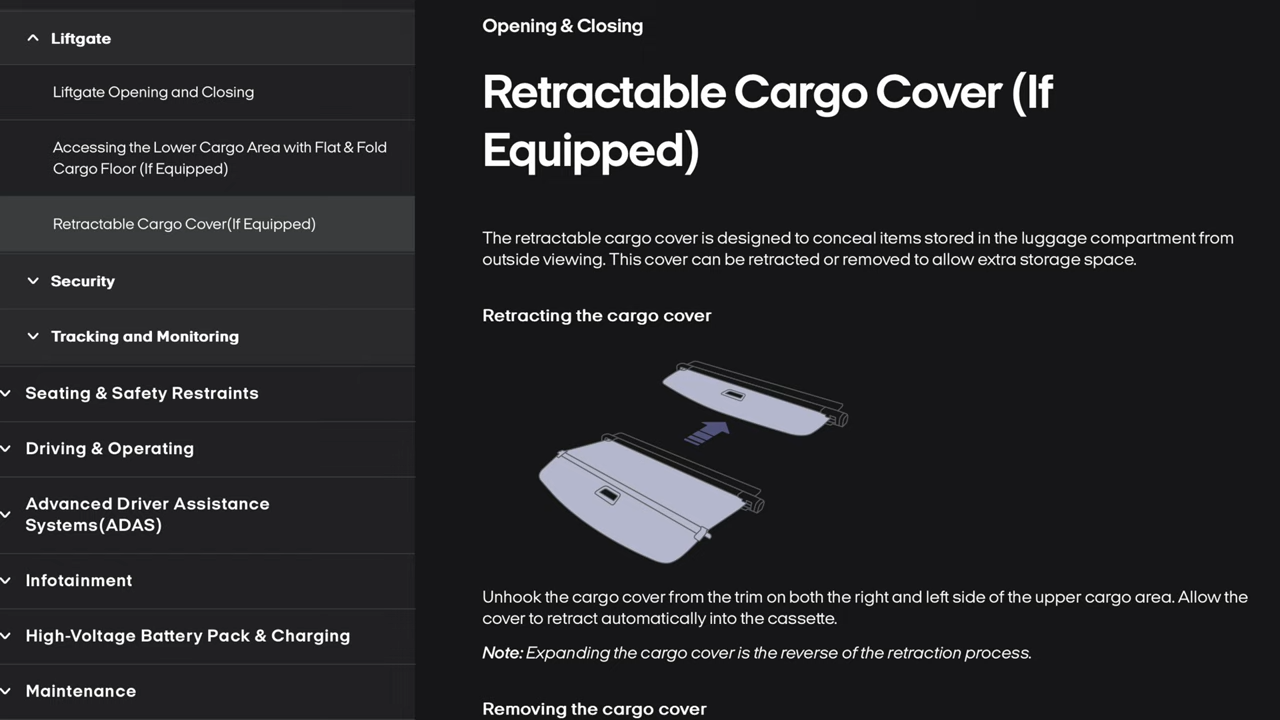 Liftgate
Liftgate Opening and Closing
Accessing the Lower Cargo Area with Flat & Fold
Cargo Floor (If Equipped)
Retractable Cargo Cover(If Equipped)
Security
Tracking and Monitoring
Seating & Safety Restraints
Driving & Operating
Advanced Driver Assistance
Systems(ADAS)
Infotainment
High-Voltage Battery Pack & Charging
Maintenance
Opening & Closing
Retractable Cargo Cover (If
Equipped)
The retractable cargo cover is designed to conceal items stored in the luggage compartment from
outside viewing. This cover can be retracted or removed to allow extra storage space.
Retracting the cargo cover
Unhook the cargo cover from the trim on both the right and left side of the upper cargo area. Allow the
cover to retract automatically into the cassette.
Note: Expanding the cargo cover is the reverse of the retraction process.
Removing the cargo cover